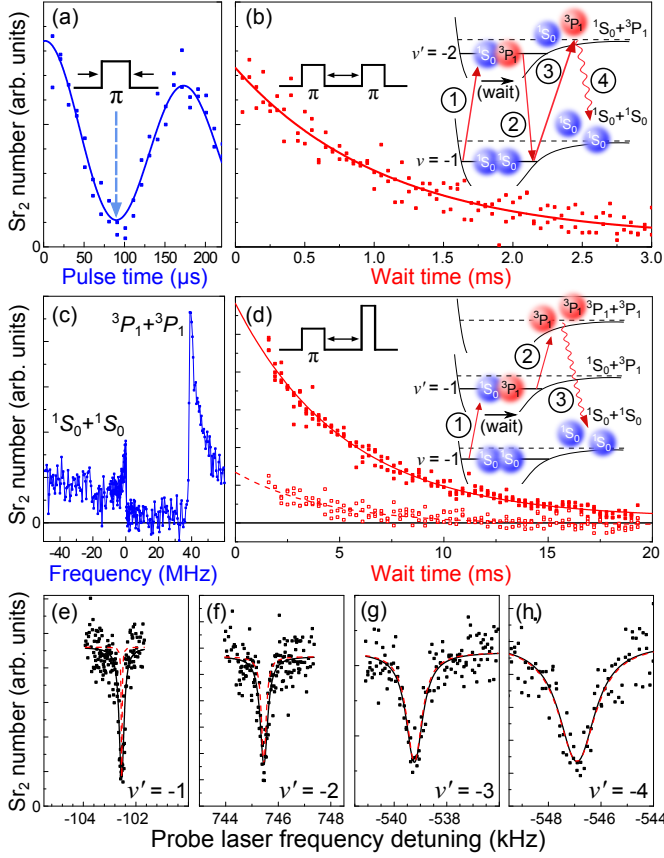 (a)
π
Sr₂ number (arb. units)
0
0 50 100 150 200
Pulse time (μs)
(b)
π π
v' = -2
¹S₀ ³P₁
¹S₀ ³P₁ ¹S₀+³P₁
1
(wait)
2
3
4
¹S₀+¹S₀
¹S₀ ¹S₀
v = -1
¹S₀ ¹S₀
0.0 0.5 1.0 1.5 2.0 2.5 3.0
Wait time (ms)
(c)
³P₁+³P₁
¹S₀+¹S₀
Sr₂ number (arb. units)
0
-40 -20 0 20 40
Frequency (MHz)
(d)
π
³P₁ ³P₁ ³P₁+³P₁
2
¹S₀+³P₁
v' = -1
¹S₀ ³P₁
1
(wait)
3
¹S₀+¹S₀
¹S₀ ¹S₀
v = -1
¹S₀ ¹S₀
0 5 10 15 20
Wait time (ms)
Sr₂ number (arb. units)
0
(e)
v' = -1
-104 -102
(f)
v' = -2
744 746 748
(g)
v' = -3
-540 -538 -536
(h)
v' = -4
-548 -546 -544
Probe laser frequency detuning (kHz)